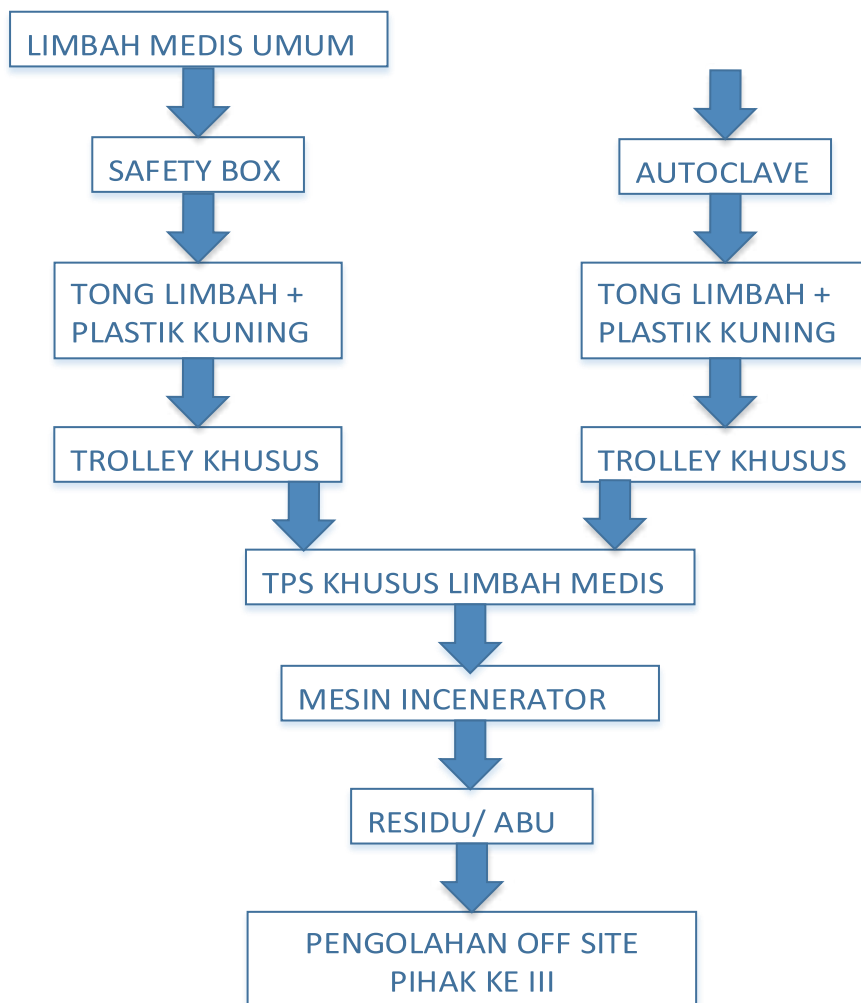 LIMBAH MEDIS UMUM
SAFETY BOX
AUTOCLAVE
TONG LIMBAH +
PLASTIK KUNING
TONG LIMBAH +
PLASTIK KUNING
TROLLEY KHUSUS
TROLLEY KHUSUS
TPS KHUSUS LIMBAH MEDIS
MESIN INCENERATOR
RESIDU/ ABU
PENGOLAHAN OFF SITE
PIHAK KE III